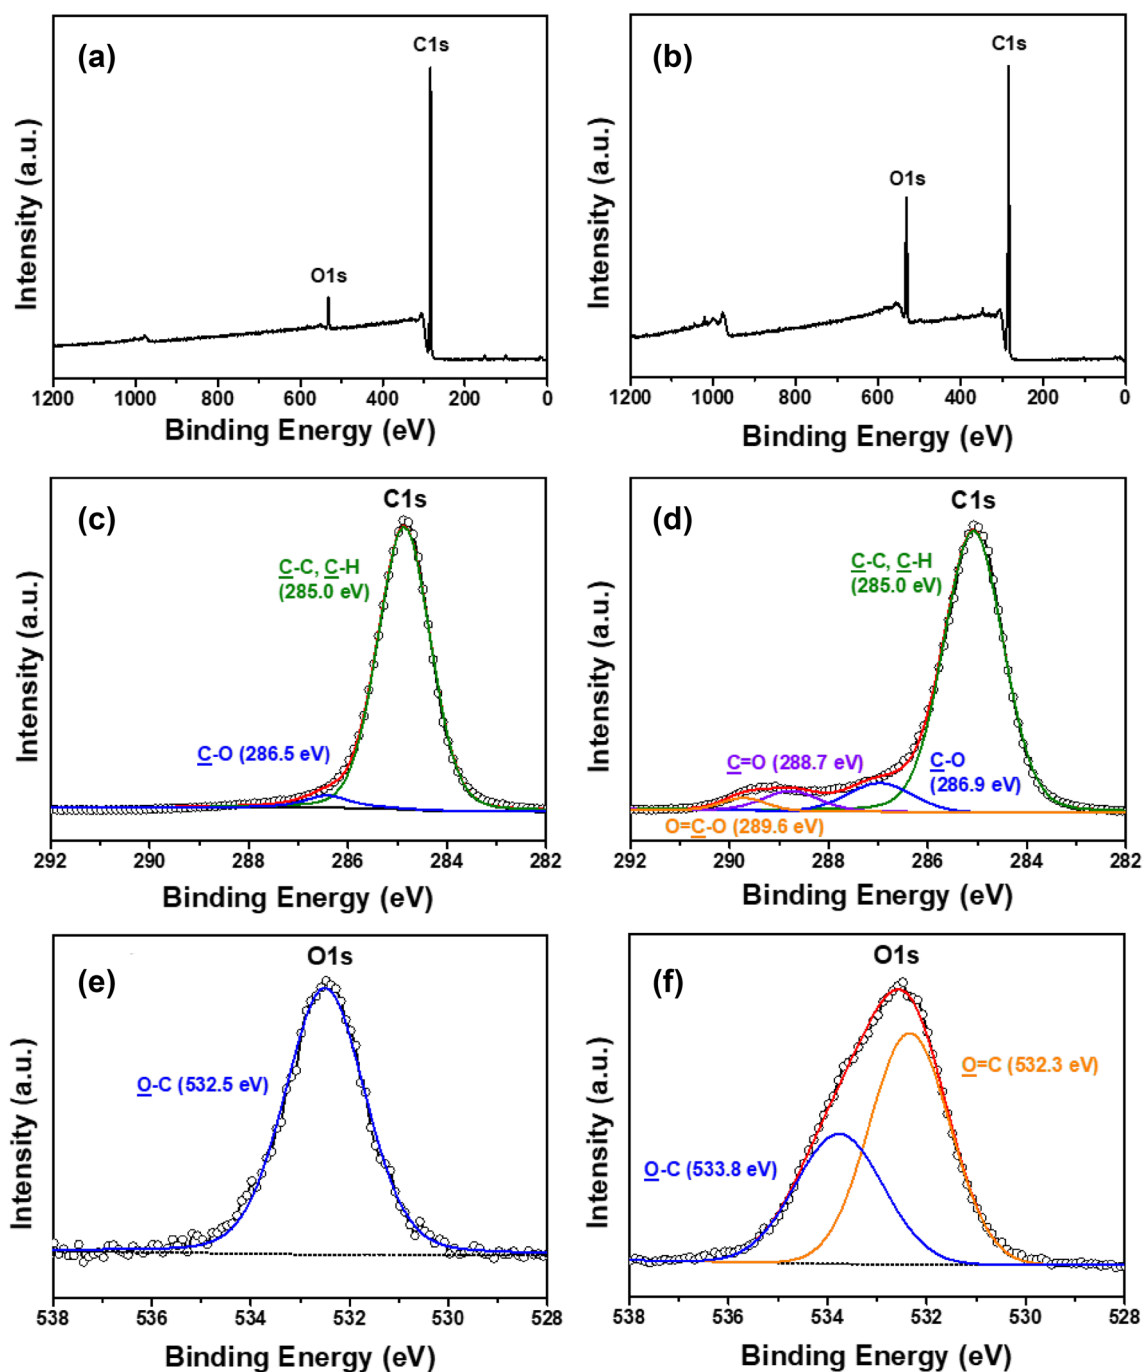 (a)
C1s
O1s
Intensity (a.u.)
1200 1000 800 600 400 200 0
Binding Energy (eV)
(b)
C1s
O1s
Intensity (a.u.)
1200 1000 800 600 400 200 0
Binding Energy (eV)
(c)
C1s
C-C, C-H
(285.0 eV)
C-O (286.5 eV)
Intensity (a.u.)
292 290 288 286 284 282
Binding Energy (eV)
(d)
C1s
C-C, C-H
(285.0 eV)
C=O (288.7 eV)
C-O
(286.9 eV)
O=C-O (289.6 eV)
Intensity (a.u.)
292 290 288 286 284 282
Binding Energy (eV)
(e)
O1s
O-C (532.5 eV)
Intensity (a.u.)
538 536 534 532 530 528
Binding Energy (eV)
(f)
O1s
O=C (532.3 eV)
O-C (533.8 eV)
Intensity (a.u.)
538 536 534 532 530 528
Binding Energy (eV)